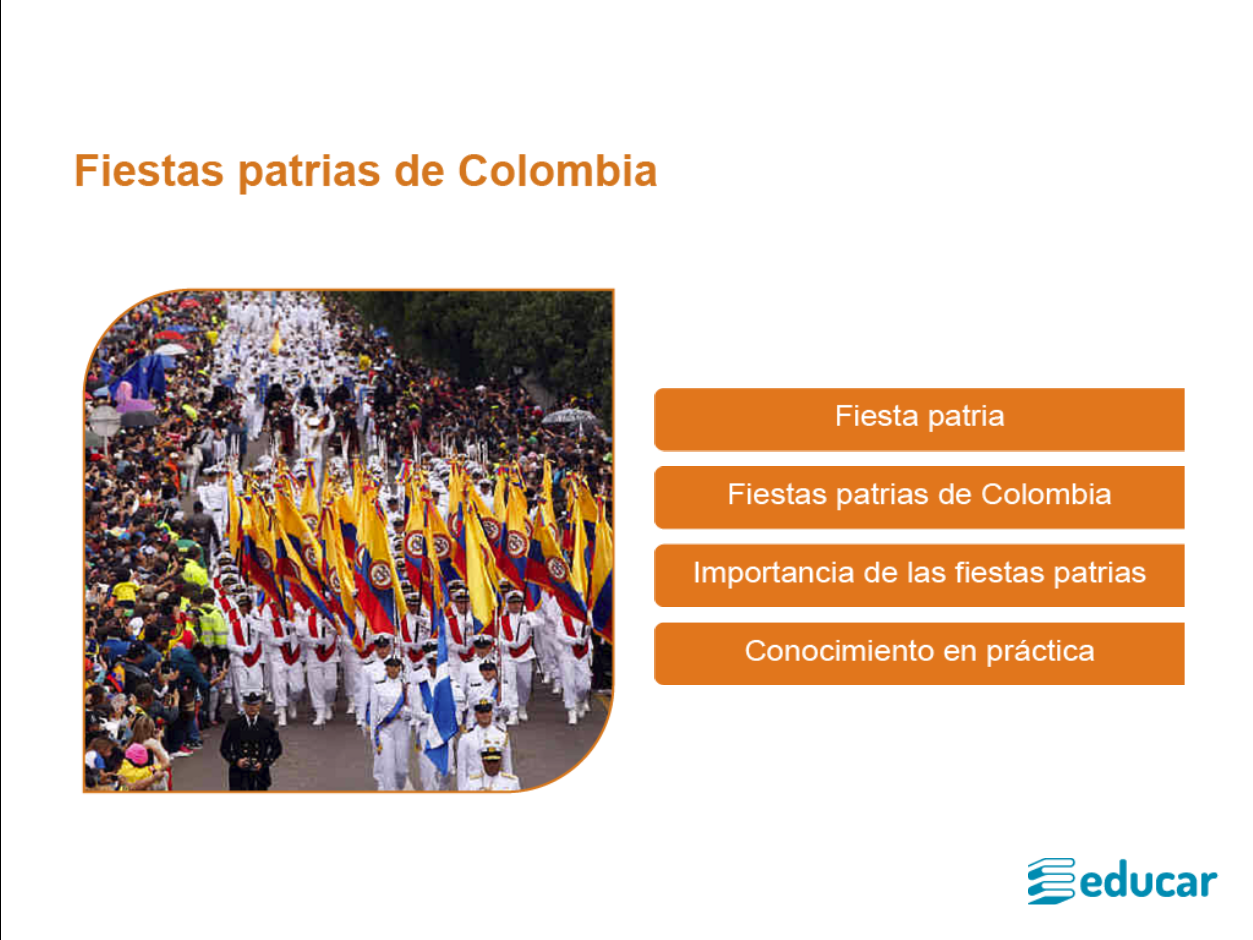 Fiestas patrias de Colombia
Fiesta patria
Fiestas patrias de Colombia
Importancia de las fiestas patrias
Conocimiento en práctica
educar